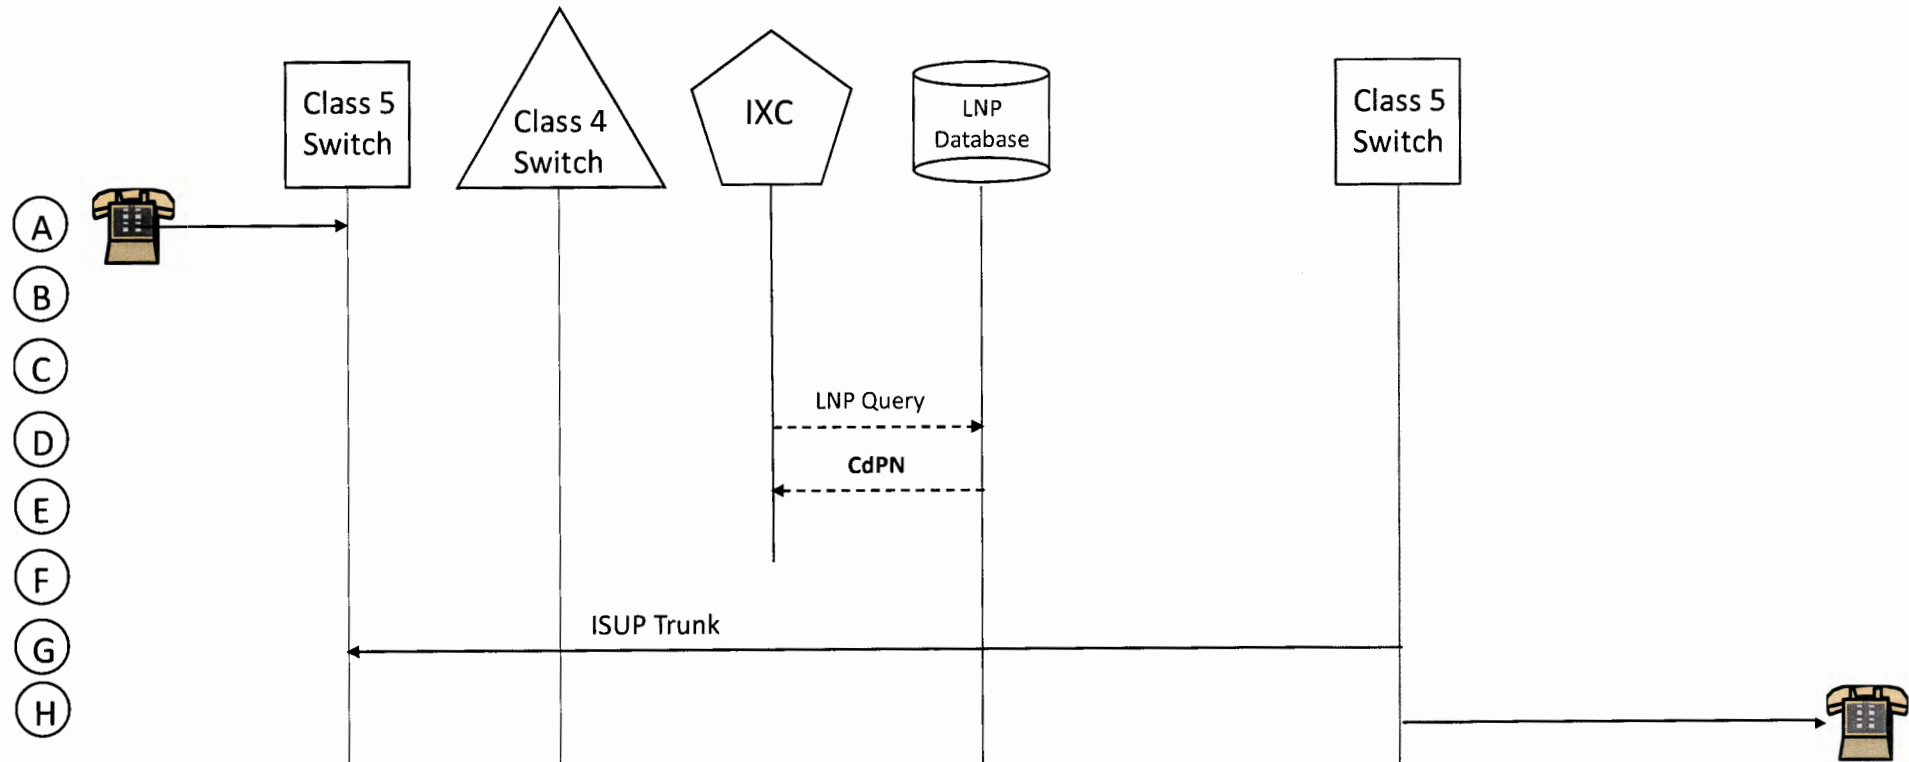 Class 5
Switch
Class 4
Switch
IXC
LNP
Database
Class 5
Switch
A
B
C
LNP Query
D
CdPN
E
F
ISUP Trunk
G
H